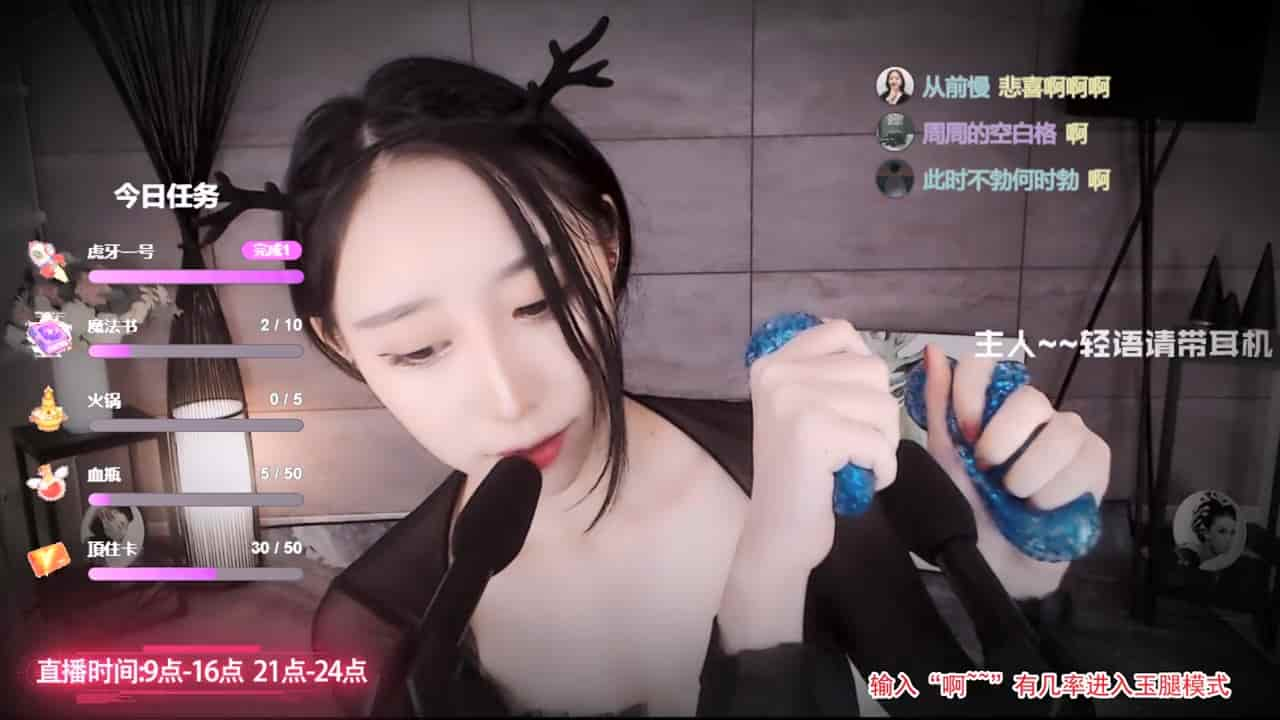 从前慢 悲喜啊啊啊
周周的空白格 啊
此时不勃何时勃 啊
今日任务
虎牙一号 完成1
魔法书 2 / 10
主人~~轻语请带耳机
火锅 0 / 5
血瓶 5 / 50
頂住卡 30 / 50
直播时间:9点-16点 21点-24点
输入“啊~~”有几率进入玉腿模式